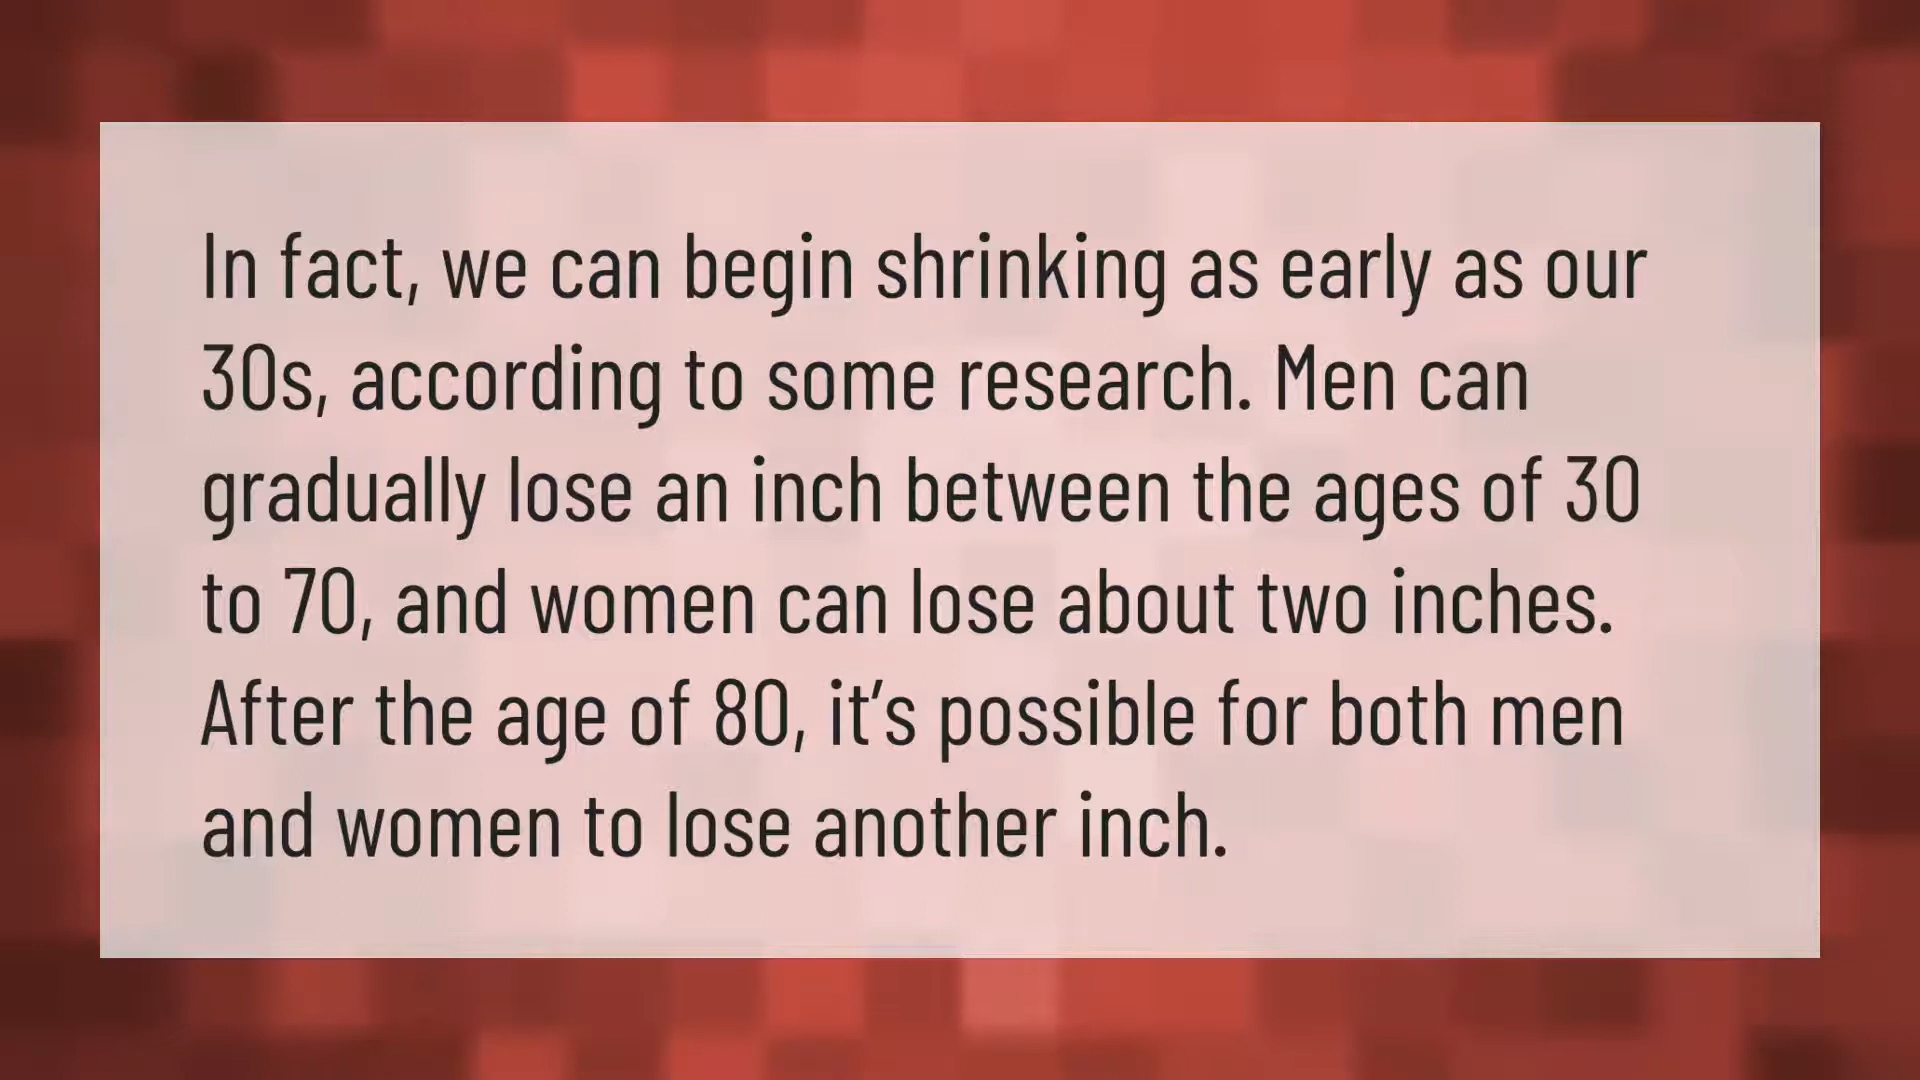 In fact, we can begin shrinking as early as our
30s, according to some research. Men can
gradually lose an inch between the ages of 30
to 70, and women can lose about two inches.
After the age of 80, it’s possible for both men
and women to lose another inch.